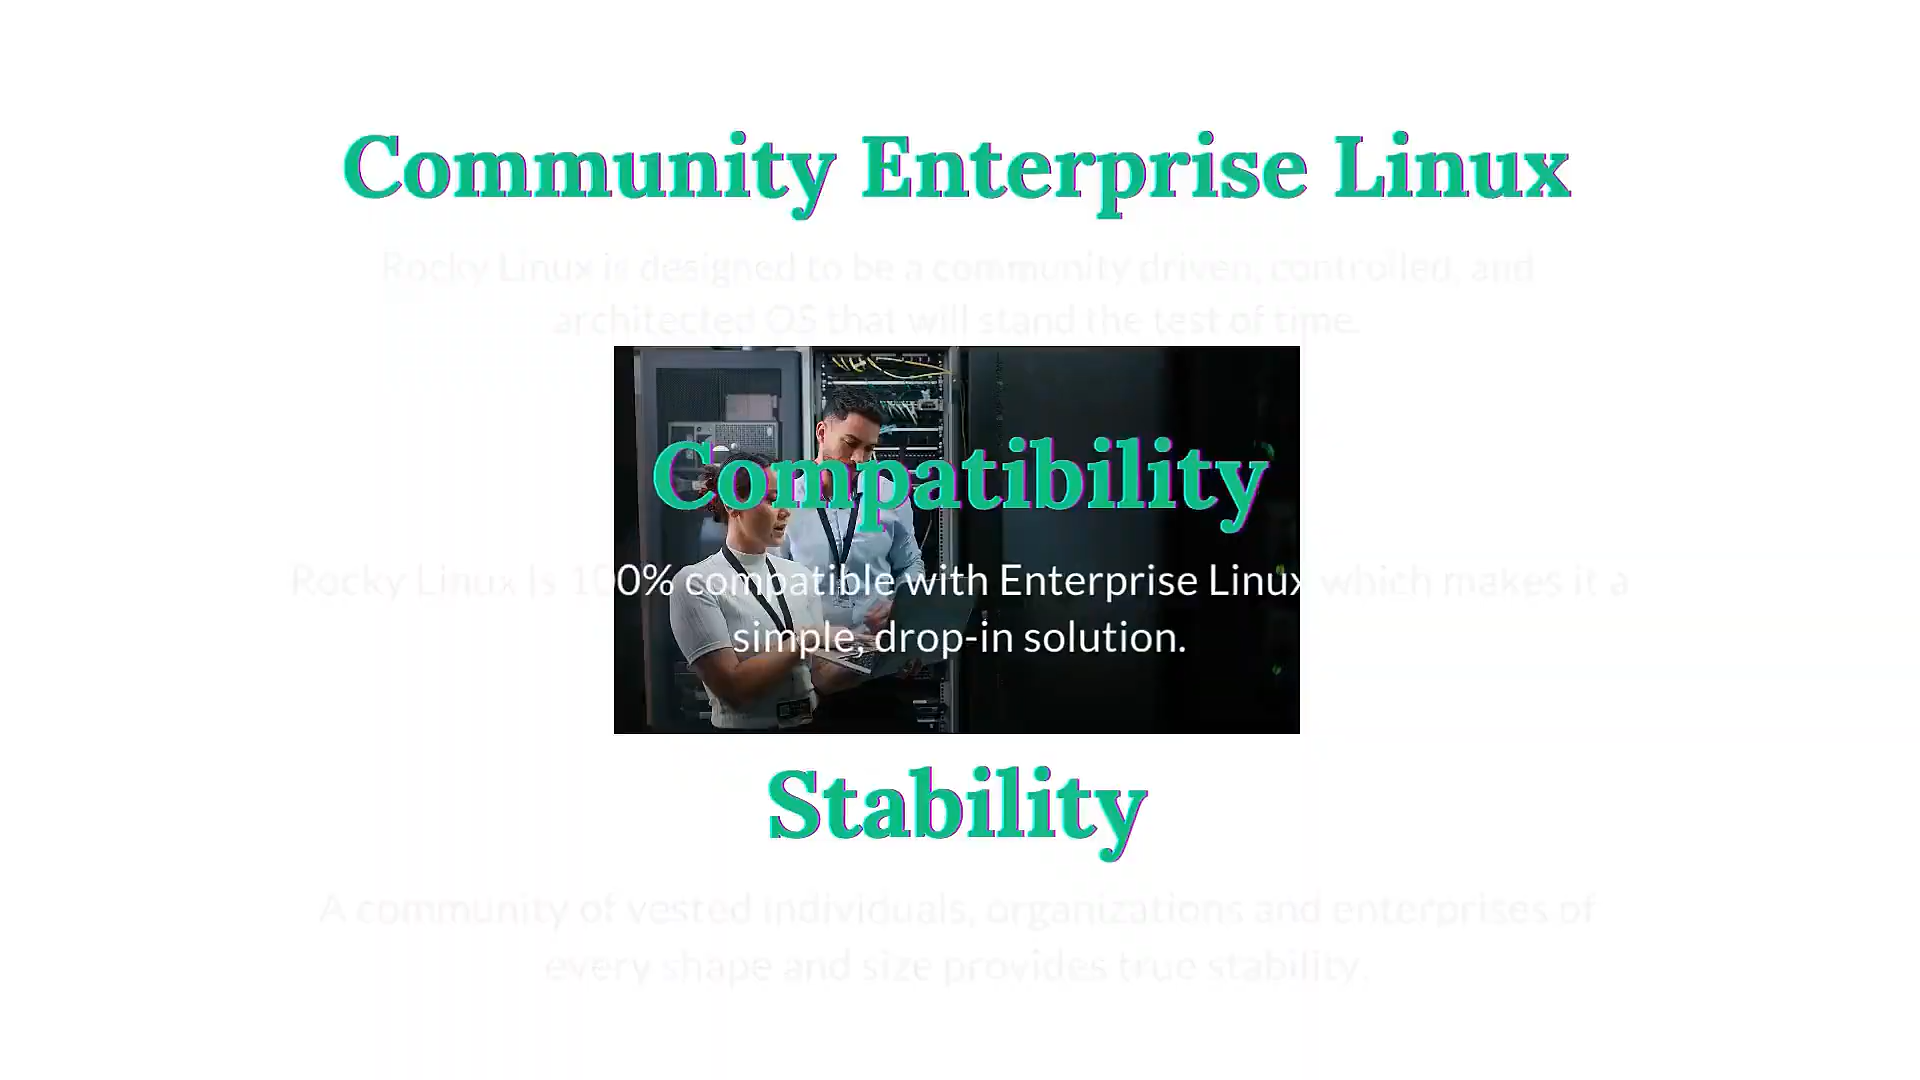 Community Enterprise Linux
Rocky Linux is designed to be a community driven, controlled, and
architected OS that will stand the test of time.
Compatibility
Rocky Linux Is 100% compatible with Enterprise Linux which makes it a
simple, drop-in solution.
Stability
A community of vested individuals, organizations and enterprises of
every shape and size provides true stability.